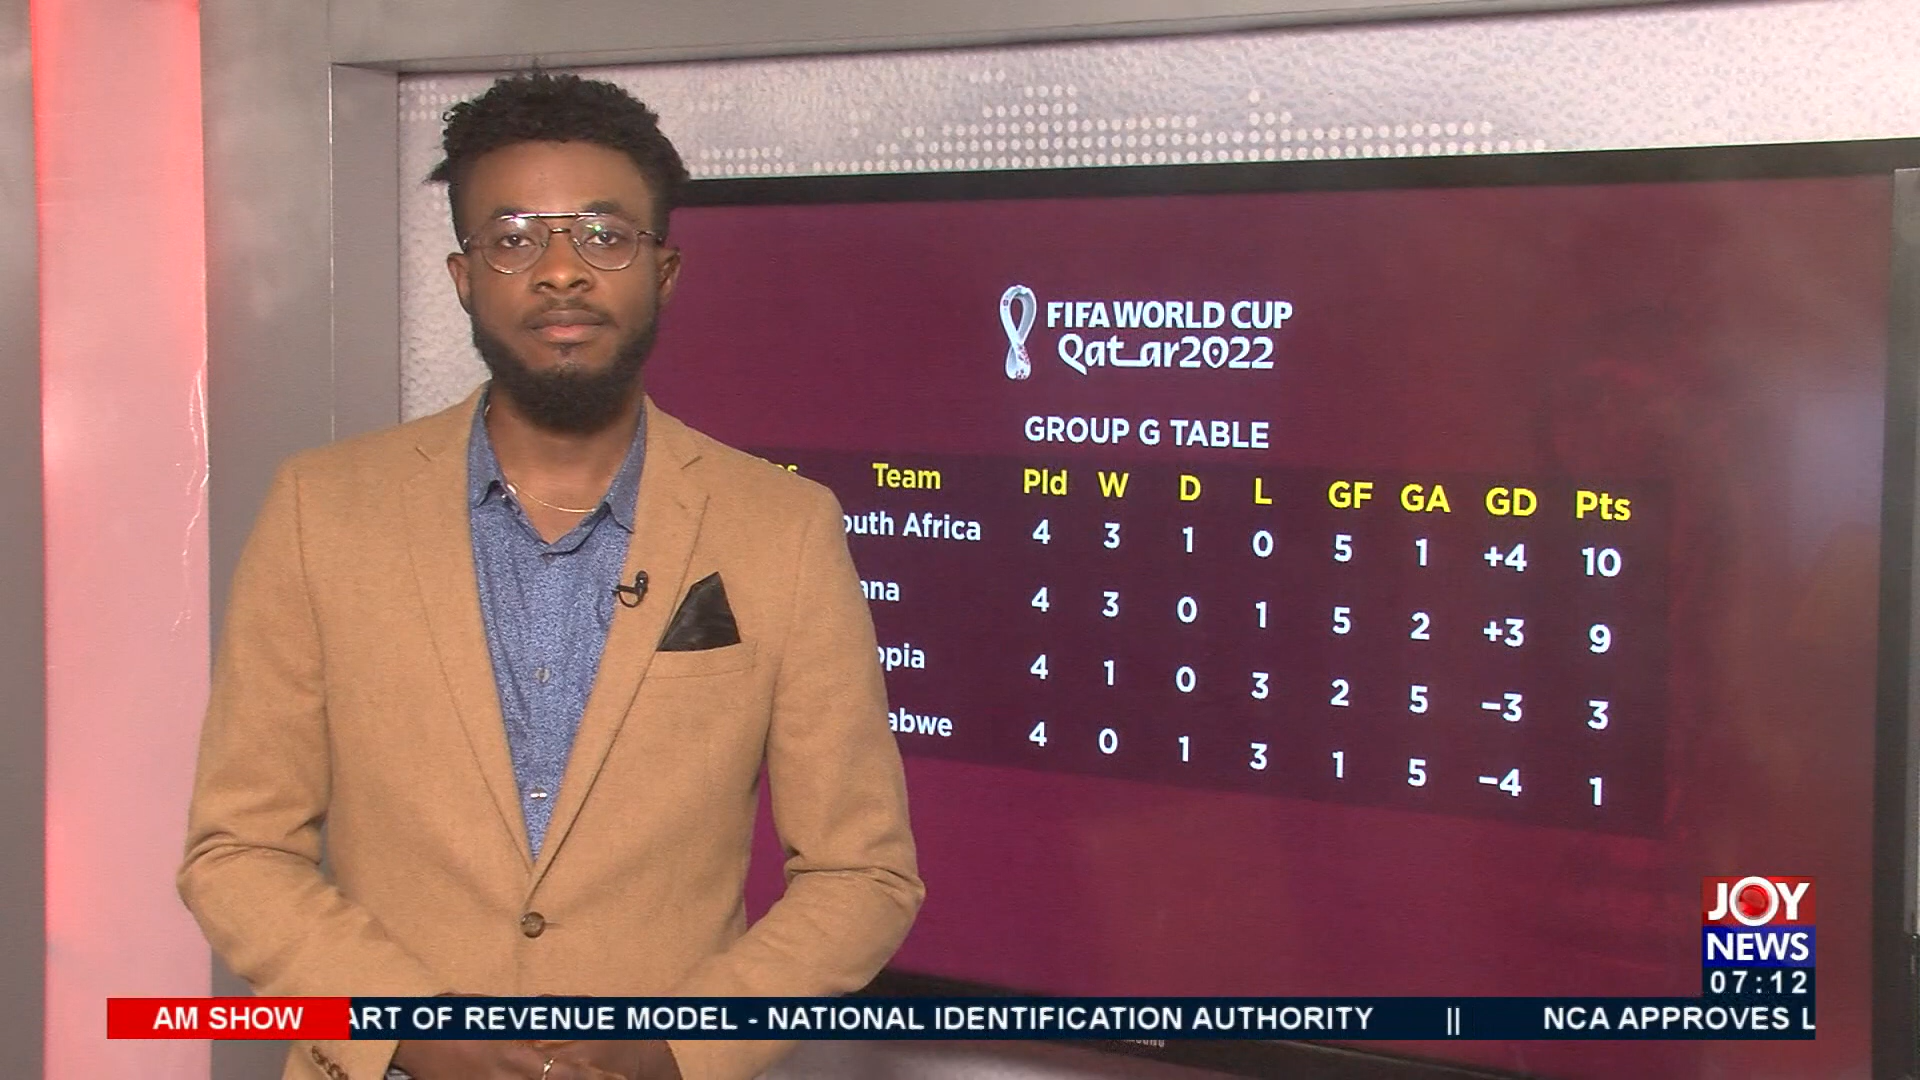 FIFA WORLD CUP
Qatar2022
GROUP G TABLE
Team Pld W D L GF GA GD Pts
outh Africa 4 3 1 0 5 1 +4 10
ana 4 3 0 1 5 2 +3 9
opia 4 1 0 3 2 5 −3 3
abwe 4 0 1 3 1 5 −4 1
JOY
NEWS
07:12
AM SHOW ART OF REVENUE MODEL - NATIONAL IDENTIFICATION AUTHORITY || NCA APPROVES L